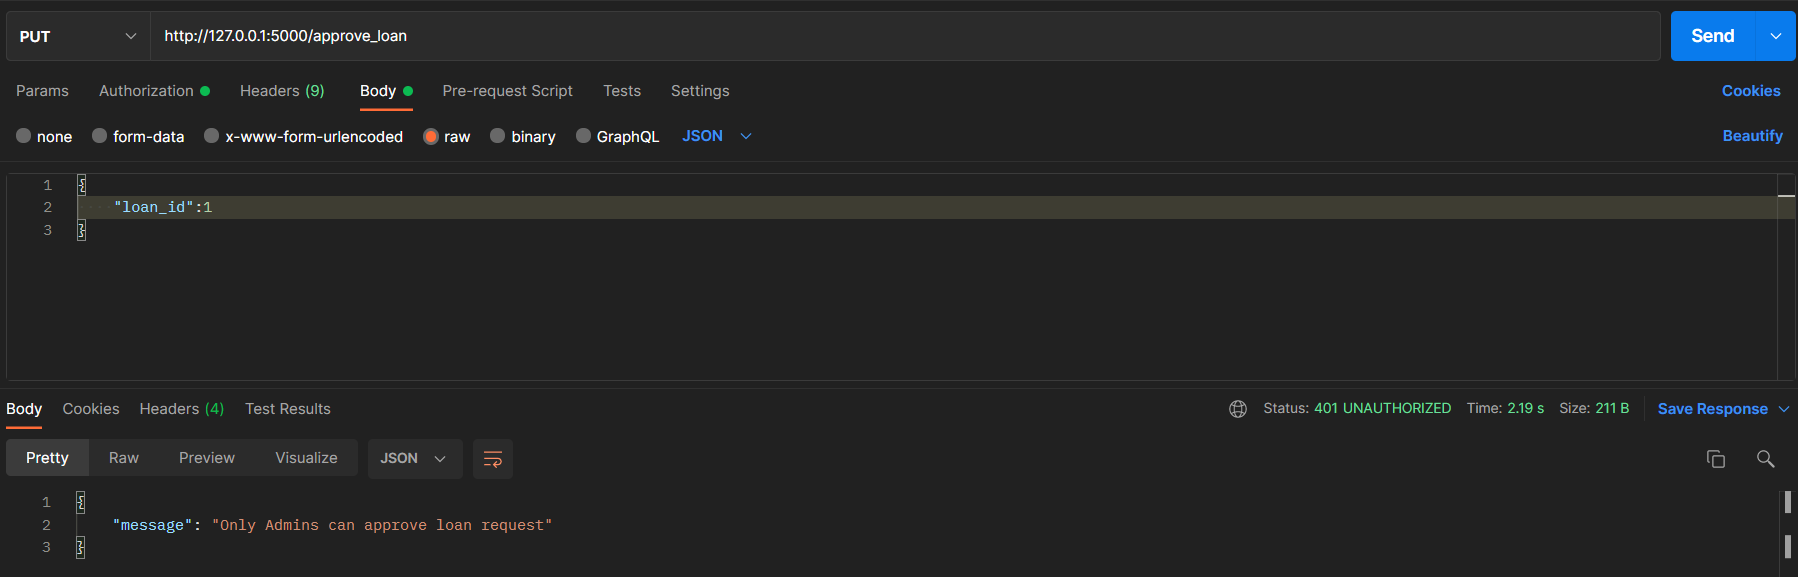 PUT http://127.0.0.1:5000/approve_loan Send
Params Authorization Headers (9) Body Pre-request Script Tests Settings Cookies
none form-data x-www-form-urlencoded raw binary GraphQL JSON Beautify
1 {
2 "loan_id":1
3 }
Body Cookies Headers (4) Test Results Status: 401 UNAUTHORIZED Time: 2.19 s Size: 211 B Save Response
Pretty Raw Preview Visualize JSON
1 {
2 "message": "Only Admins can approve loan request"
3 }